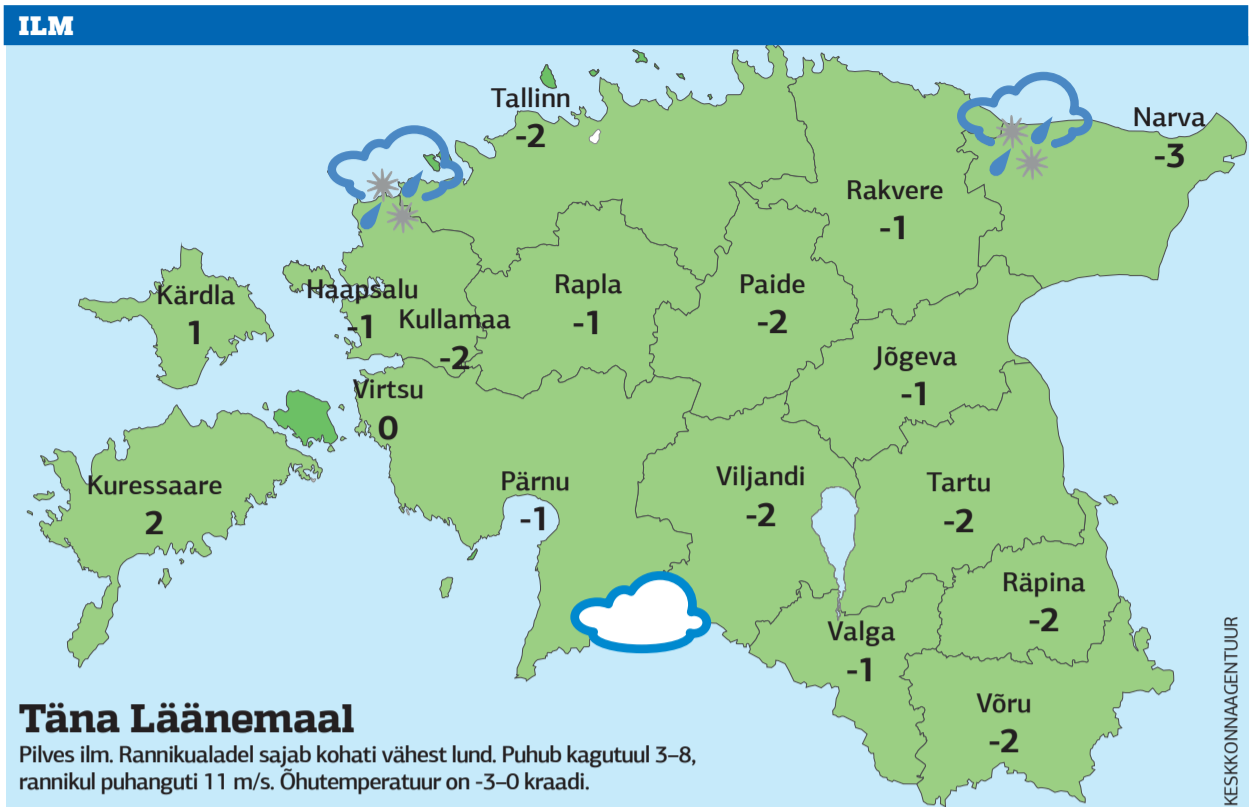 ILM
Tallinn
-2
Narva
-3
Rakvere
-1
Kärdla
1
Haapsalu
-1
Kullamaa
-2
Rapla
-1
Paide
-2
Jõgeva
-1
Virtsu
0
Kuressaare
2
Pärnu
-1
Viljandi
-2
Tartu
-2
Räpina
-2
Valga
-1
Võru
-2
Täna Läänemaal
Pilves ilm. Rannikualadel sajab kohati vähest lund. Puhub kagutuul 3–8,
rannikul puhanguti 11 m/s. Õhutemperatuur on -3–0 kraadi.
KESKKONNAAGENTUUR